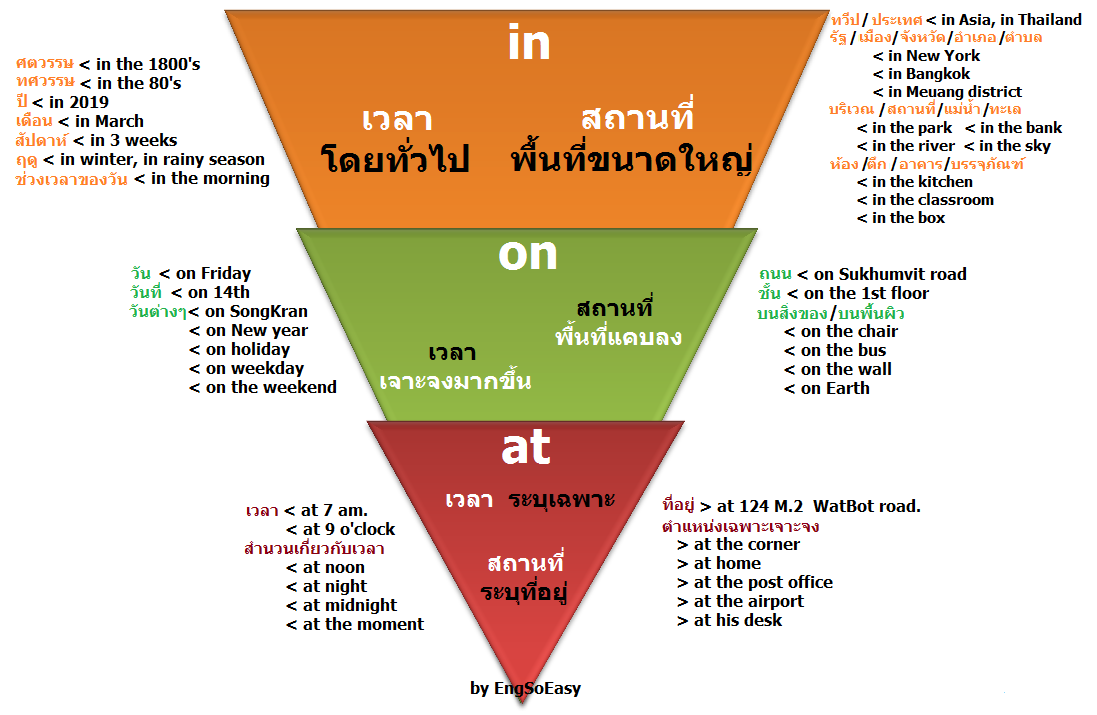 in
เวลา
โดยทั่วไป
สถานที่
พื้นที่ขนาดใหญ่
ศตวรรษ < in the 1800's
ทศวรรษ < in the 80's
ปี < in 2019
เดือน < in March
สัปดาห์ < in 3 weeks
ฤดู < in winter, in rainy season
ช่วงเวลาของวัน < in the morning
ทวีป / ประเทศ < in Asia, in Thailand
รัฐ / เมือง/จังหวัด/อำเภอ /ตำบล
< in New York
< in Bangkok
< in Meuang district
บริเวณ /สถานที่/แม่น้ำ/ทะเล
< in the park < in the bank
< in the river < in the sky
ห้อง /ตึก /อาคาร/บรรจุภัณฑ์
< in the kitchen
< in the classroom
< in the box
on
เวลา
เจาะจงมากขึ้น
สถานที่
พื้นที่แคบลง
วัน < on Friday
วันที่ < on 14th
วันต่างๆ< on SongKran
< on New year
< on holiday
< on weekday
< on the weekend
ถนน < on Sukhumvit road
ชั้น < on the 1st floor
บนสิ่งของ/บนพื้นผิว
< on the chair
< on the bus
< on the wall
< on Earth
at
เวลา ระบุเฉพาะ
สถานที่
ระบุที่อยู่
เวลา < at 7 am.
< at 9 o'clock
สำนวนเกี่ยวกับเวลา
< at noon
< at night
< at midnight
< at the moment
ที่อยู่ > at 124 M.2 WatBot road.
ตำแหน่งเฉพาะเจาะจง
> at the corner
> at home
> at the post office
> at the airport
> at his desk
by EngSoEasy